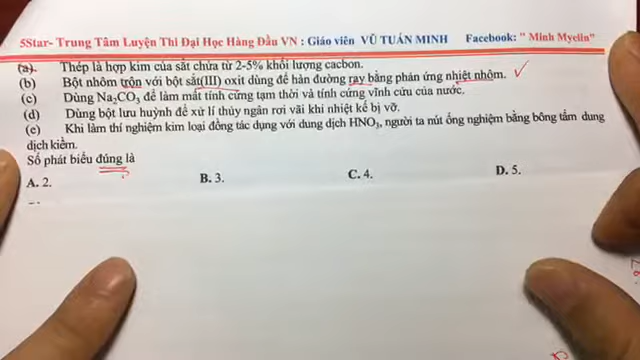 5Star- Trung Tâm Luyện Thi Đại Học Hàng Đầu VN : Giáo viên VŨ TUẤN MINH Facebook: " Minh Myelin"
(a). Thép là hợp kim của sắt chứa từ 2-5% khối lượng cacbon.
(b) Bột nhôm trộn với bột sắt(III) oxit dùng để hàn đường ray bằng phản ứng nhiệt nhôm.
(c) Dùng Na₂CO₃ để làm mất tính cứng tạm thời và tính cứng vĩnh cửu của nước.
(d) Dùng bột lưu huỳnh để xử lí thủy ngân rơi vãi khi nhiệt kế bị vỡ.
(e) Khi làm thí nghiệm kim loại đồng tác dụng với dung dịch HNO₃, người ta nút ống nghiệm bằng bông tẩm dung
dịch kiềm.
Số phát biểu đúng là
A. 2. B. 3. C. 4. D. 5.